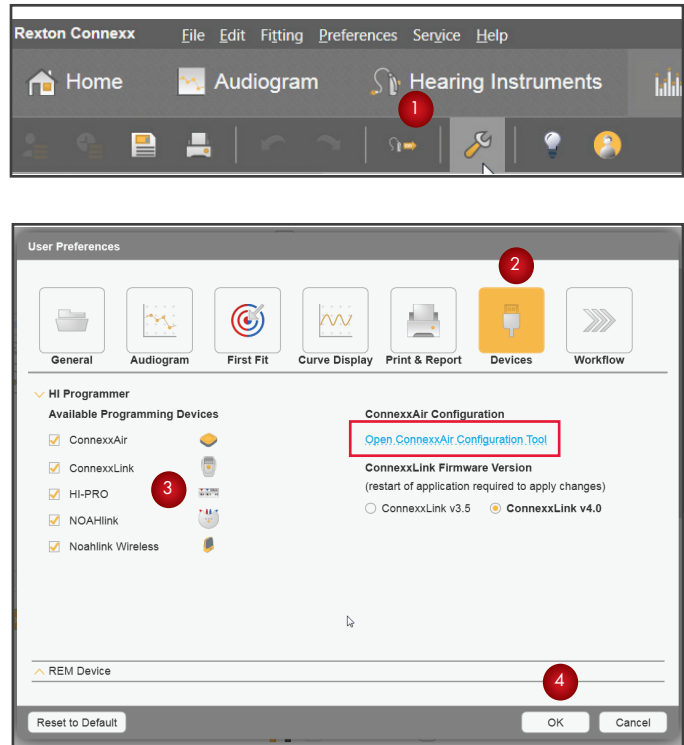 Rexton Connexx File Edit Fitting Preferences Service Help
Home Audiogram Hearing Instruments
1
User Preferences
2
General Audiogram First Fit Curve Display Print & Report Devices Workflow
HI Programmer
Available Programming Devices ConnexxAir Configuration
ConnexxAir Open ConnexxAir Configuration Tool
ConnexxLink ConnexxLink Firmware Version
(restart of application required to apply changes)
HI-PRO 3
ConnexxLink v3.5 ConnexxLink v4.0
NOAHlink
Noahlink Wireless
REM Device
4
Reset to Default OK Cancel